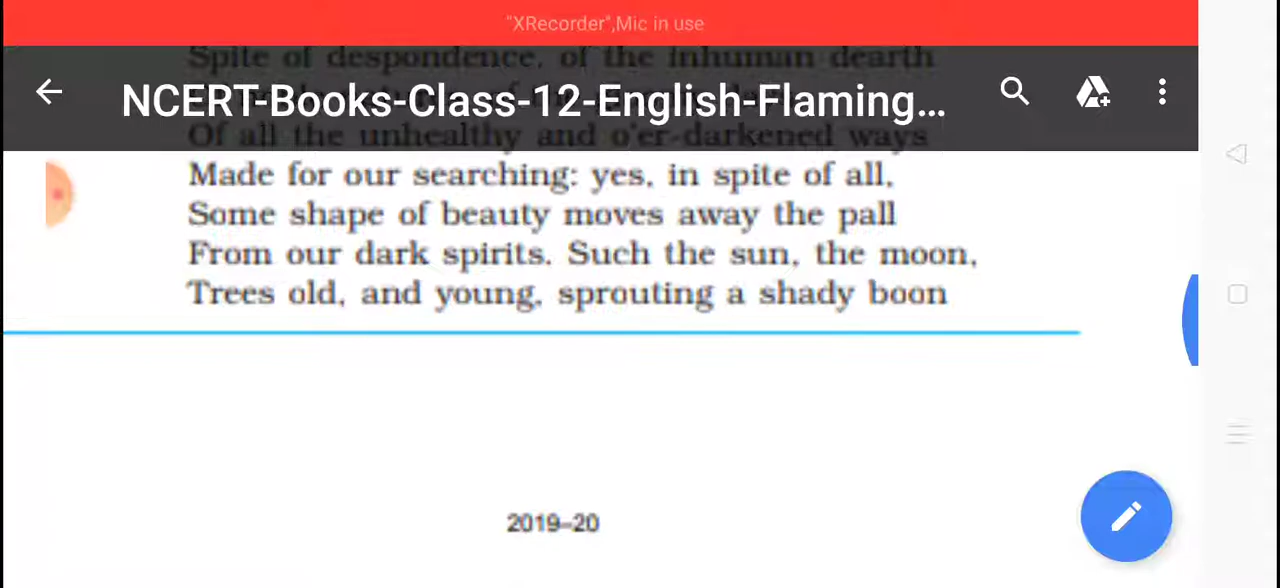 "XRecorder",Mic in use
Spite of despondence, of the inhuman dearth
NCERT-Books-Class-12-English-Flaming...
Of all the unhealthy and o'er-darkened ways
Made for our searching: yes, in spite of all,
Some shape of beauty moves away the pall
From our dark spirits. Such the sun, the moon,
Trees old, and young, sprouting a shady boon
2019–20